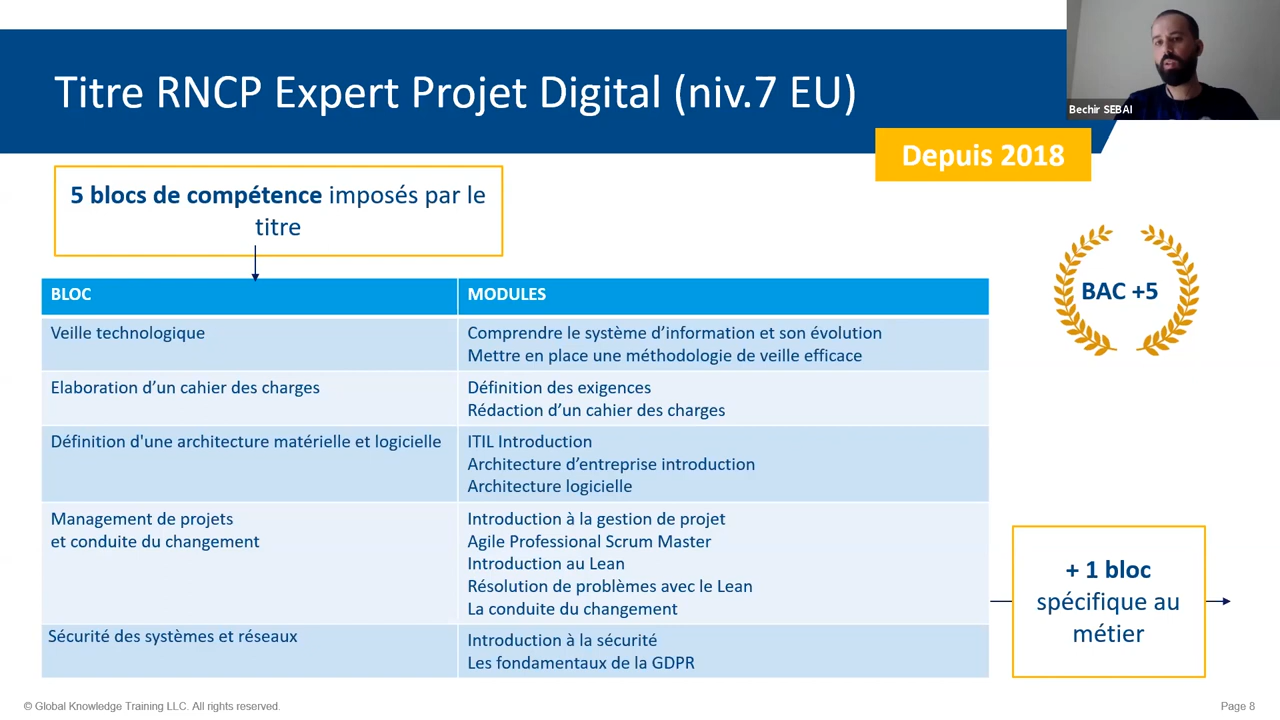 Titre RNCP Expert Projet Digital (niv.7 EU)
Bechir SEBAI
Depuis 2018
5 blocs de compétence imposés par le
titre
BAC +5
BLOC
MODULES
Veille technologique
Comprendre le système d’information et son évolution
Mettre en place une méthodologie de veille efficace
Elaboration d’un cahier des charges
Définition des exigences
Rédaction d’un cahier des charges
Définition d'une architecture matérielle et logicielle
ITIL Introduction
Architecture d’entreprise introduction
Architecture logicielle
Management de projets
et conduite du changement
Introduction à la gestion de projet
Agile Professional Scrum Master
Introduction au Lean
Résolution de problèmes avec le Lean
La conduite du changement
Sécurité des systèmes et réseaux
Introduction à la sécurité
Les fondamentaux de la GDPR
+ 1 bloc
spécifique au
métier
© Global Knowledge Training LLC. All rights reserved.
Page 8